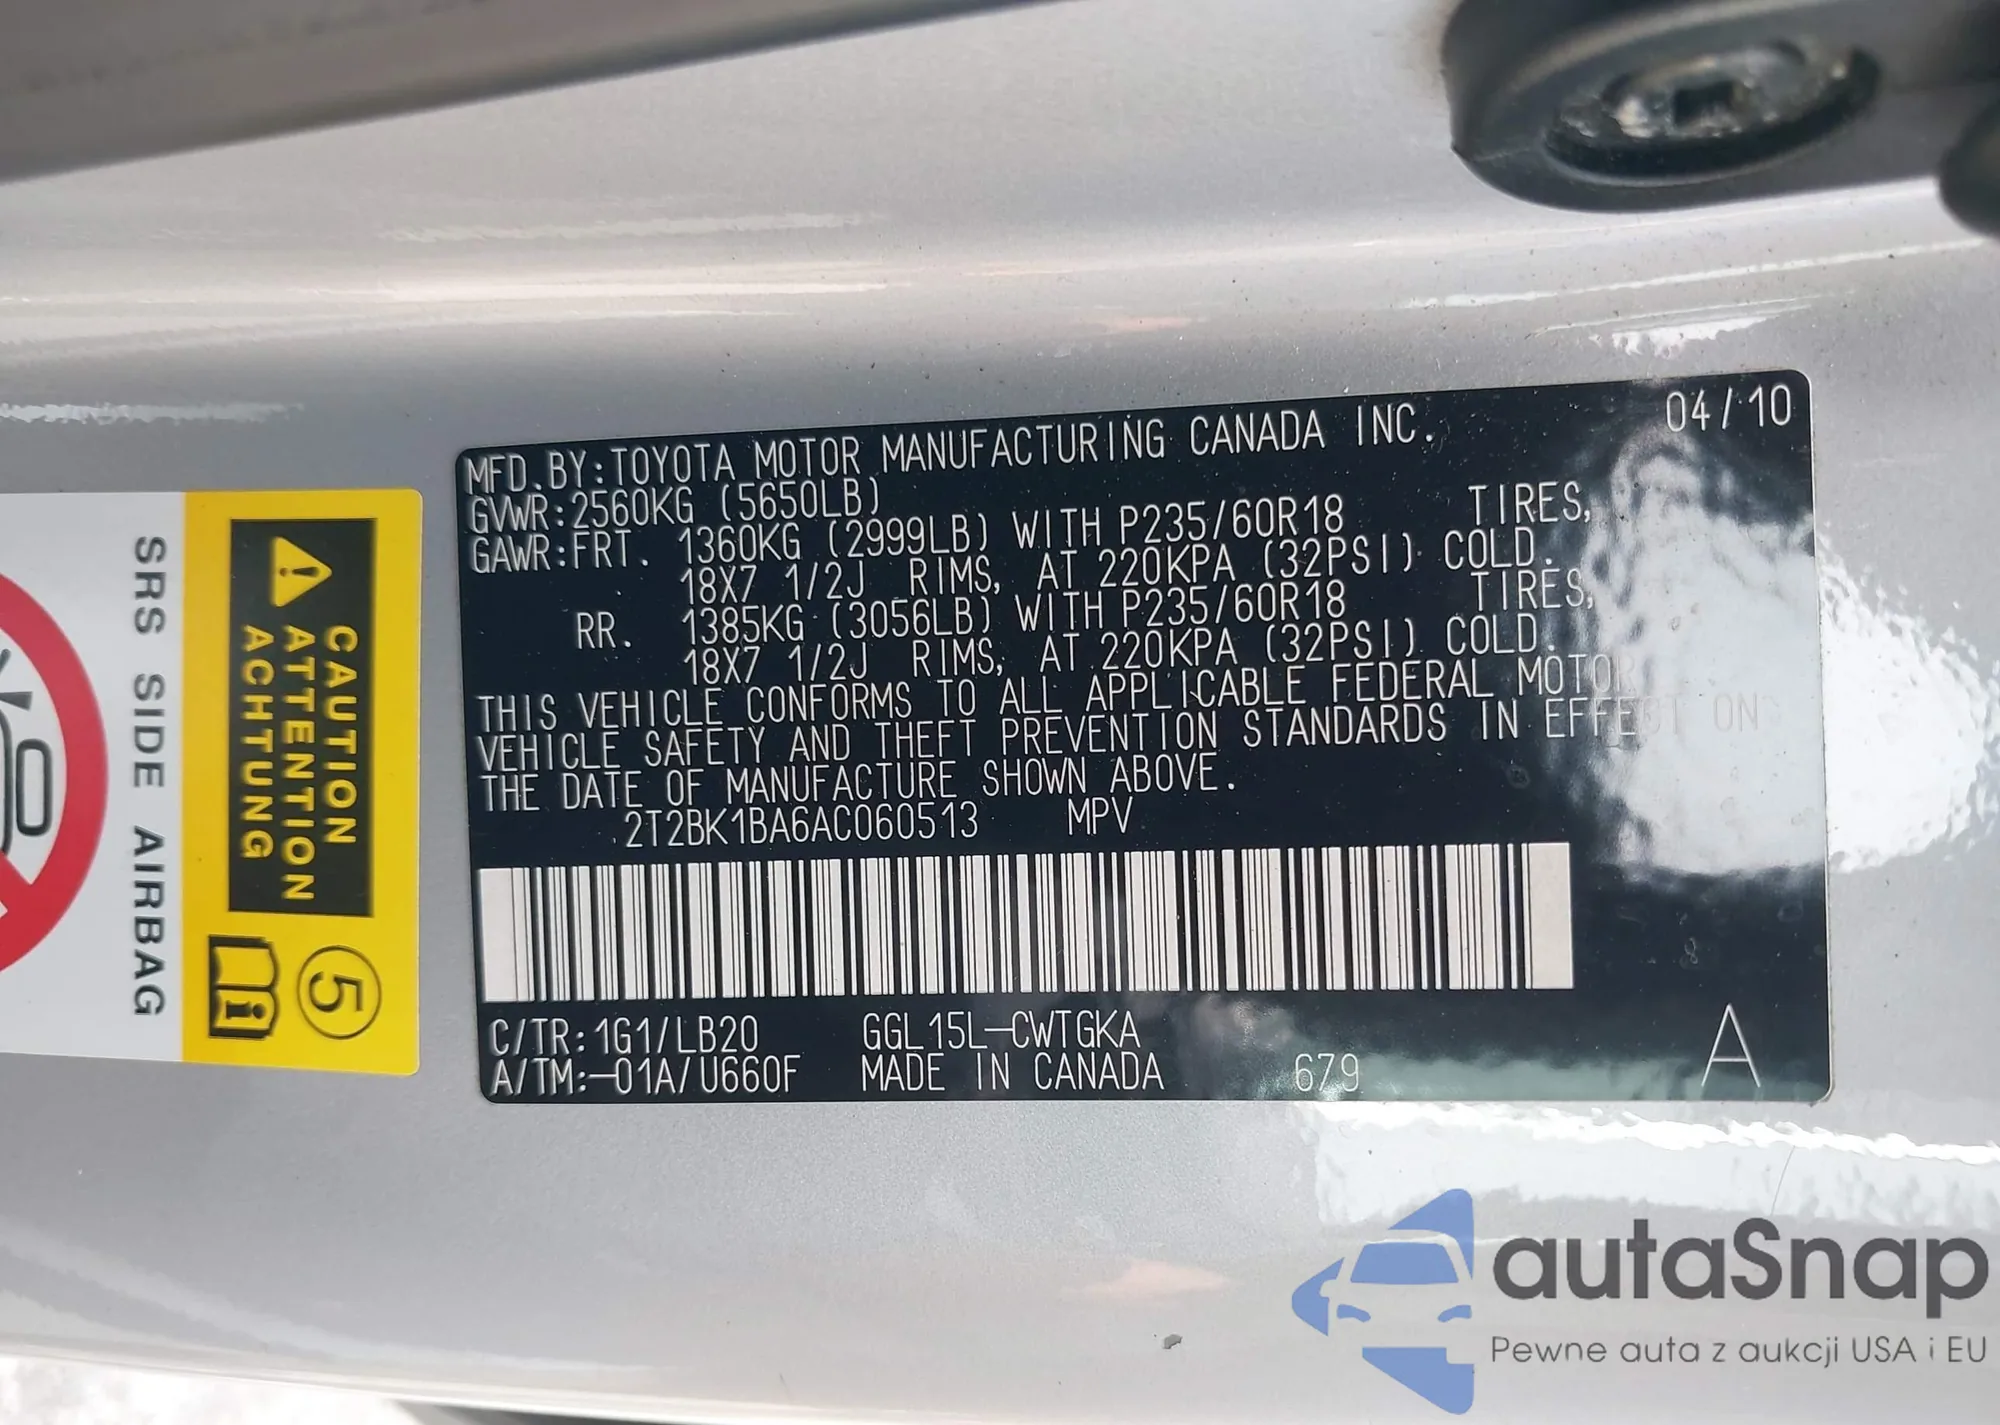 MFD.BY:TOYOTA MOTOR MANUFACTURING CANADA INC. 04/10
GVWR:2560KG (5650LB)
GAWR:FRT. 1360KG (2999LB) WITH P235/60R18 TIRES,
18X7 1/2J RIMS, AT 220KPA (32PSI) COLD.
RR. 1385KG (3056LB) WITH P235/60R18 TIRES,
18X7 1/2J RIMS, AT 220KPA (32PSI) COLD.
THIS VEHICLE CONFORMS TO ALL APPLICABLE FEDERAL MOTOR
VEHICLE SAFETY AND THEFT PREVENTION STANDARDS IN EFFECT ON
THE DATE OF MANUFACTURE SHOWN ABOVE.
2T2BK1BA6AC060513 MPV
C/TR:1G1/LB20 GGL15L-CWTGKA
A/TM:-01A/U660F MADE IN CANADA 679 A
CAUTION
ATTENTION
ACHTUNG
5
i
SRS SIDE AIRBAG
autaSnap
Pewne auta z aukcji USA i EU